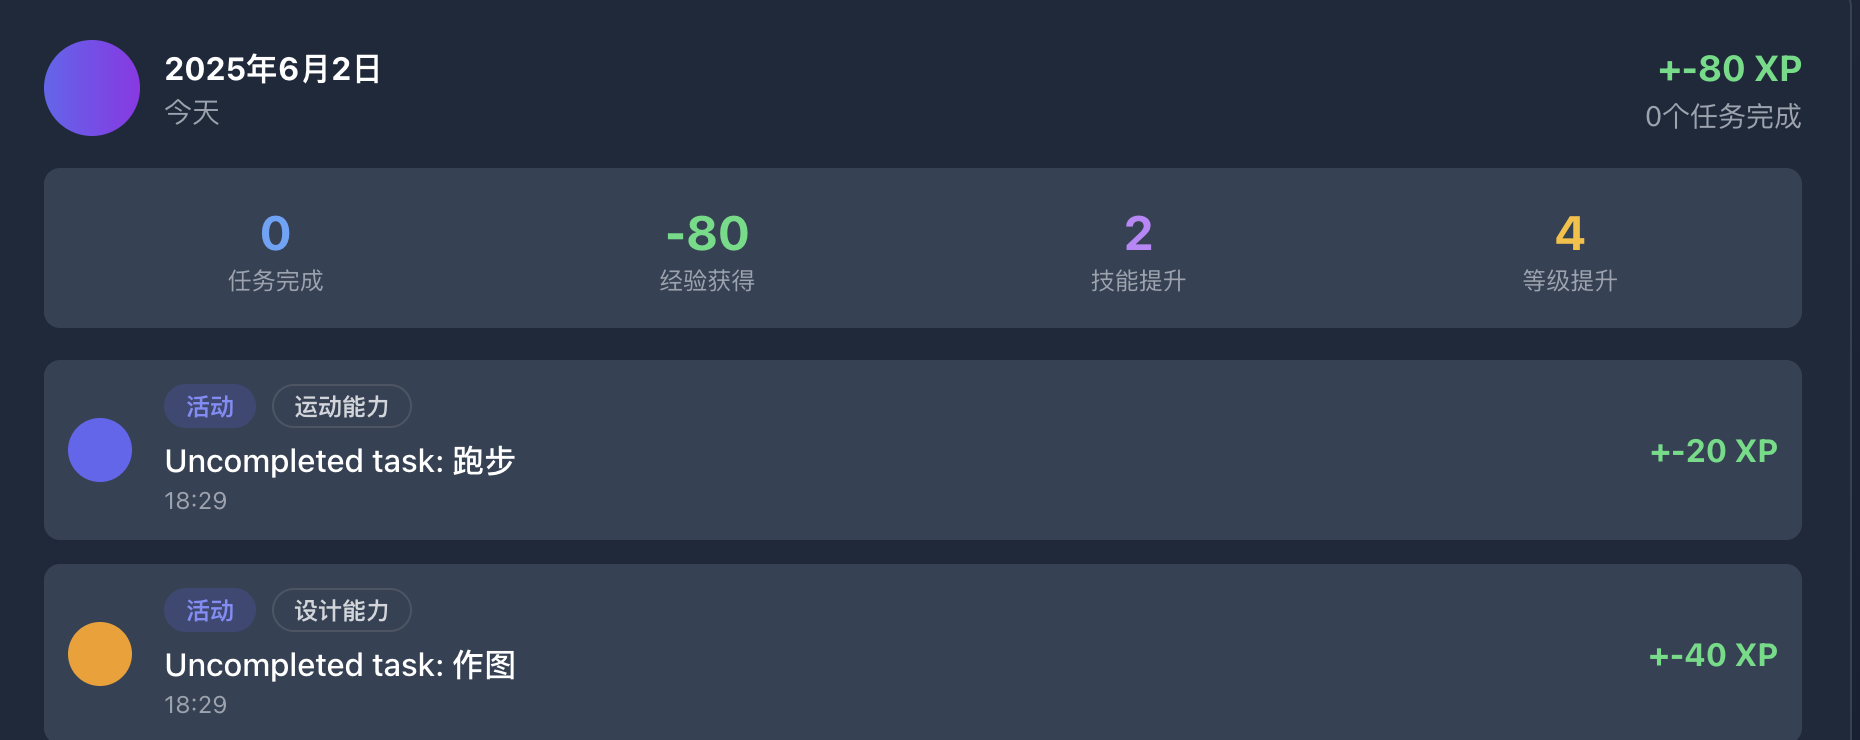 2025年6月2日
今天
+-80 XP
0个任务完成
0
任务完成
-80
经验获得
2
技能提升
4
等级提升
活动 运动能力
Uncompleted task: 跑步
18:29
+-20 XP
活动 设计能力
Uncompleted task: 作图
18:29
+-40 XP